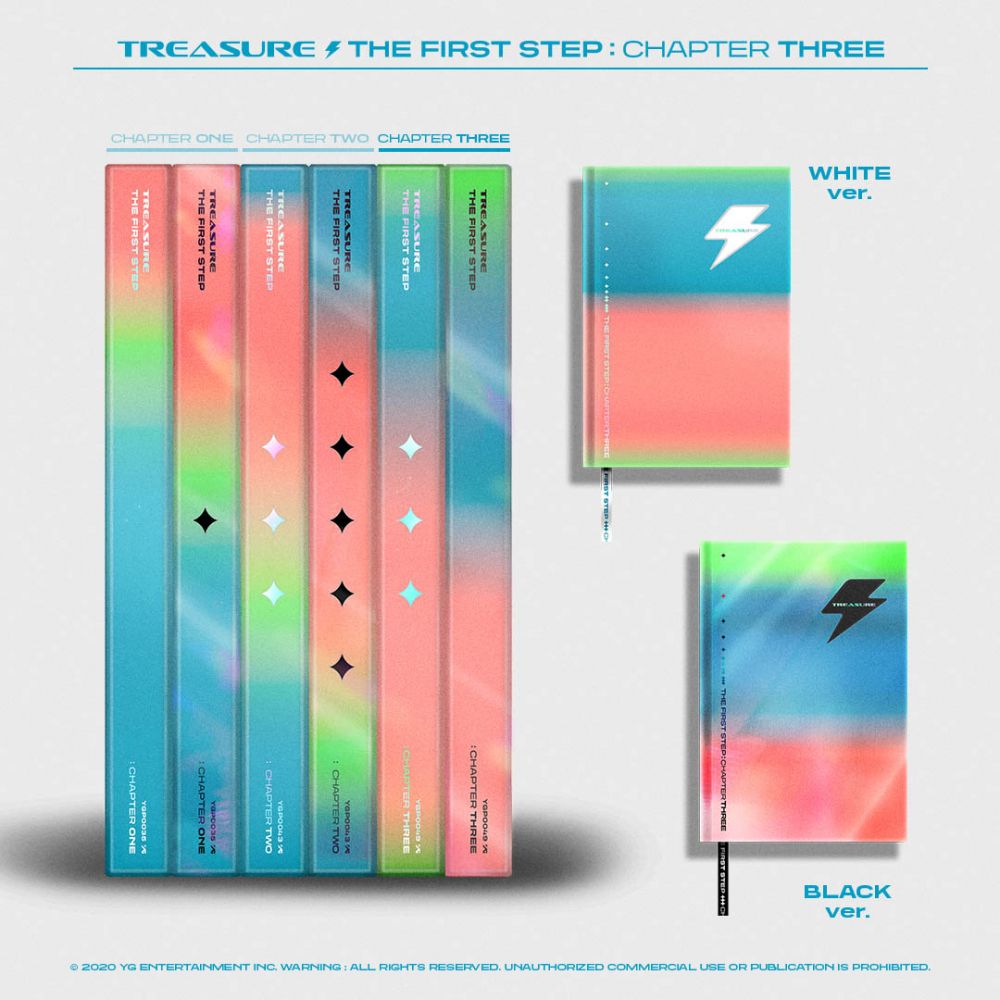 TREASURE THE FIRST STEP : CHAPTER THREE
CHAPTER ONE CHAPTER TWO CHAPTER THREE
TREASURE
THE FIRST STEP
: CHAPTER ONE
YGP0035
TREASURE
THE FIRST STEP
: CHAPTER ONE
YGP0035
TREASURE
THE FIRST STEP
: CHAPTER TWO
YGP0043
TREASURE
THE FIRST STEP
: CHAPTER TWO
YGP0043
TREASURE
THE FIRST STEP
: CHAPTER THREE
YGP0049
TREASURE
THE FIRST STEP
: CHAPTER THREE
YGP0049
WHITE
ver.
TREASURE
THE FIRST STEP : CHAPTER THREE
FIRST STEP
TREASURE
THE FIRST STEP : CHAPTER THREE
FIRST STEP
BLACK
ver.
© 2020 YG ENTERTAINMENT INC. WARNING : ALL RIGHTS RESERVED. UNAUTHORIZED COMMERCIAL USE OR PUBLICATION IS PROHIBITED.